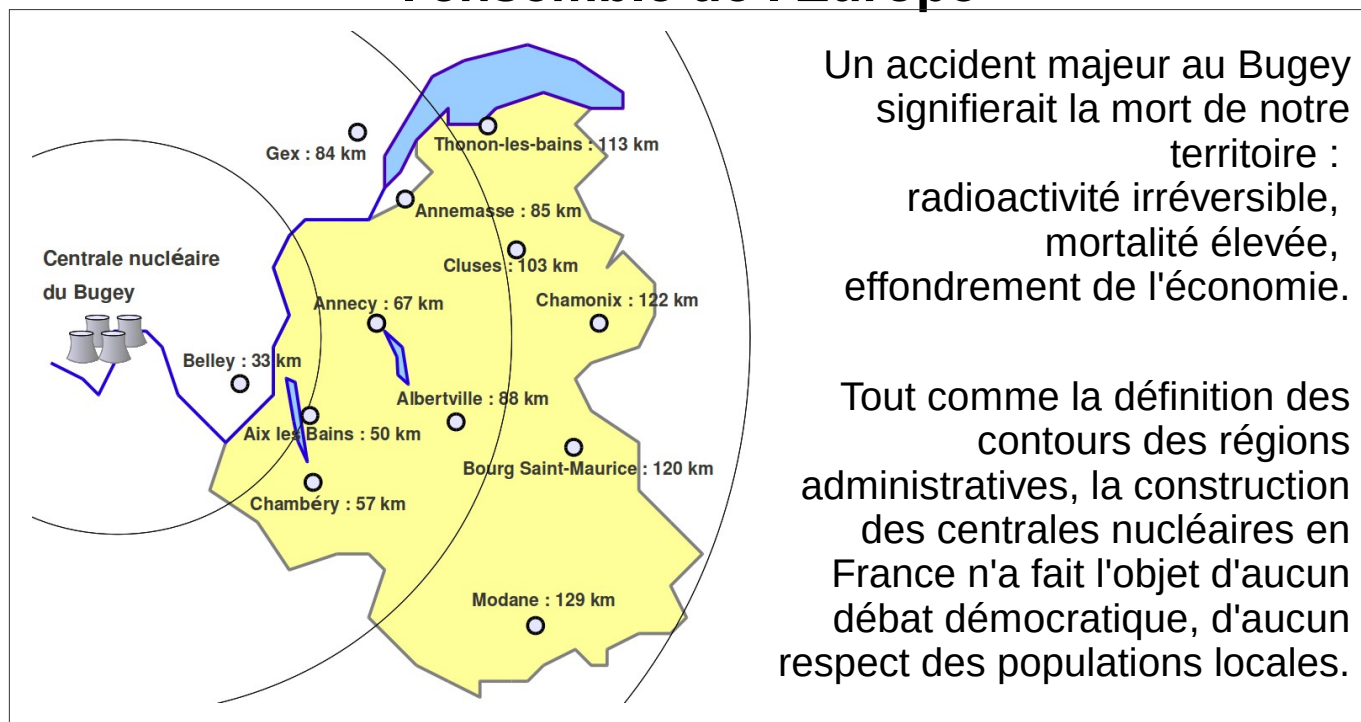 l'ensemble de l'Europe
Un accident majeur au Bugey
signifierait la mort de notre
territoire :
radioactivité irréversible,
mortalité élevée,
effondrement de l'économie.
Tout comme la définition des
contours des régions
administratives, la construction
des centrales nucléaires en
France n'a fait l'objet d'aucun
débat démocratique, d'aucun
respect des populations locales.
Gex : 84 km
Thonon-les-bains : 113 km
Annemasse : 85 km
Centrale nucléaire
du Bugey
Cluses : 103 km
Annecy : 67 km
Chamonix : 122 km
Belley : 33 km
Albertville : 88 km
Aix les Bains : 50 km
Bourg Saint-Maurice : 120 km
Chambéry : 57 km
Modane : 129 km